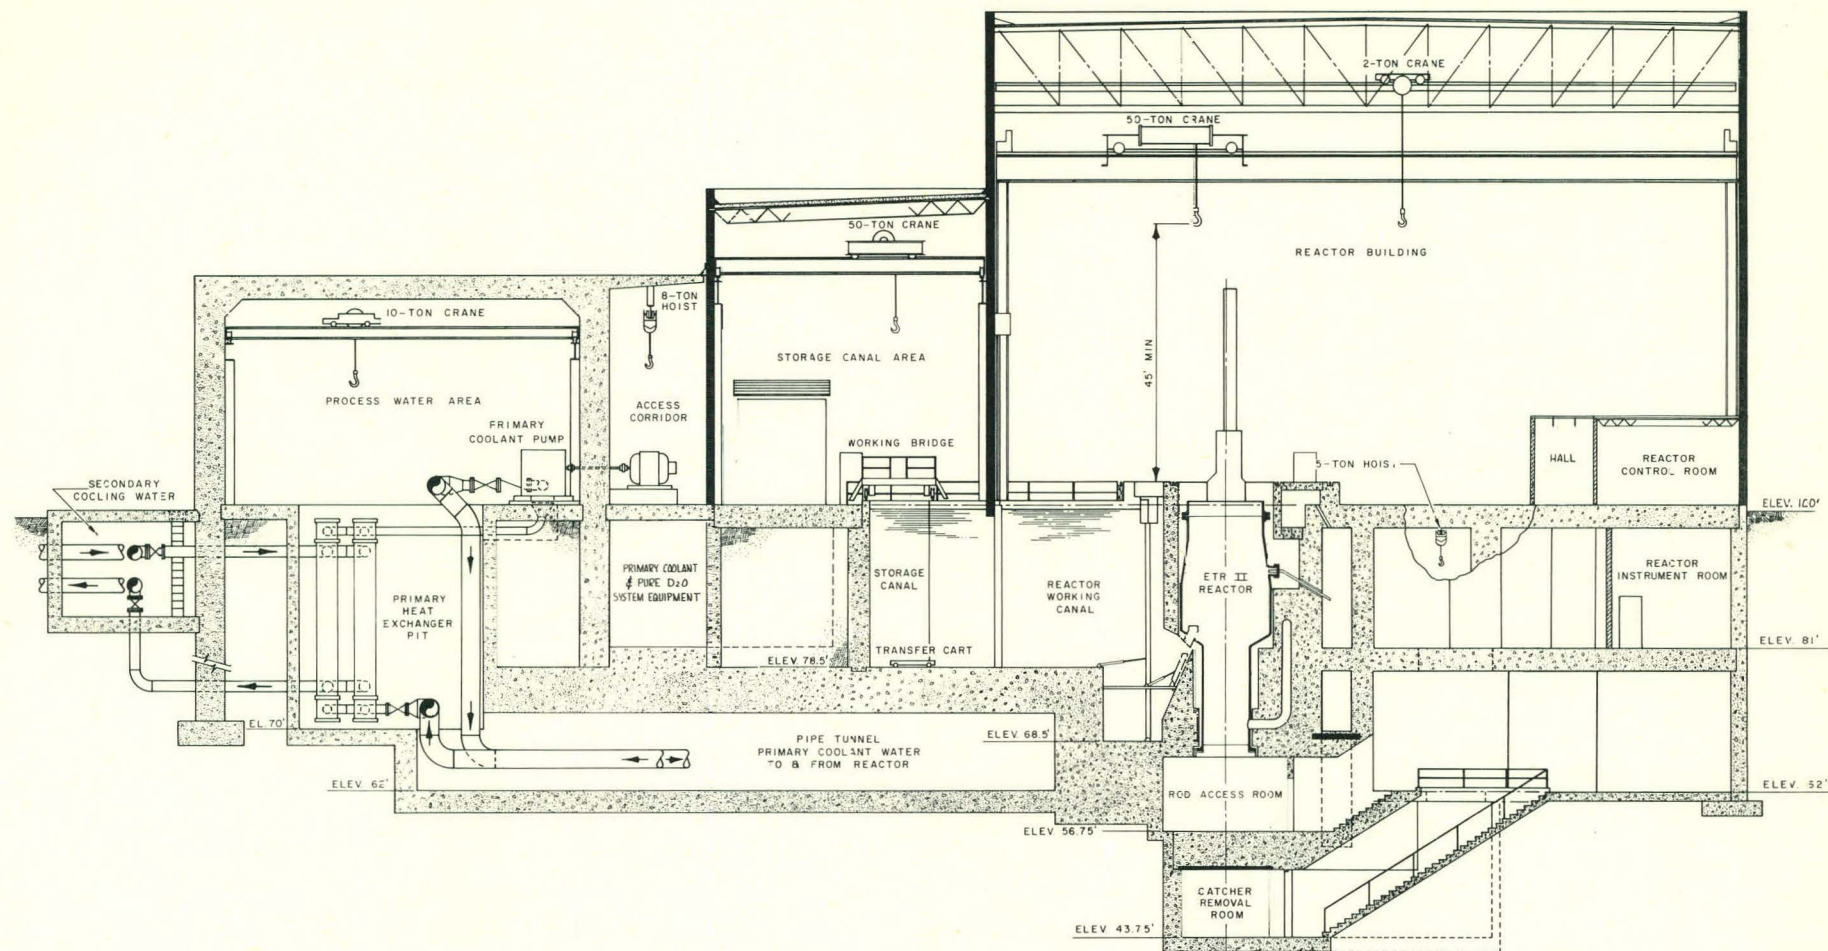 2-TON CRANE
50-TON CRANE
50-TON CRANE
REACTOR BUILDING
8-TON
HOIST
10-TON CRANE
STORAGE CANAL AREA
45' MIN
PROCESS WATER AREA
ACCESS
CORRIDOR
PRIMARY
COOLANT PUMP
WORKING BRIDGE
HALL
REACTOR
CONTROL ROOM
5-TON HOIST
SECONDARY
COOLING WATER
ELEV. 100'
PRIMARY COOLANT
& PURE D2O
SYSTEM EQUIPMENT
STORAGE
CANAL
ETR II
REACTOR
REACTOR
WORKING
CANAL
REACTOR
INSTRUMENT ROOM
PRIMARY
HEAT
EXCHANGER
PIT
ELEV. 81'
TRANSFER CART
ELEV. 78.5'
EL. 70'
ELEV. 68.5'
PIPE TUNNEL
PRIMARY COOLANT WATER
TO & FROM REACTOR
ELEV. 62'
ROD ACCESS ROOM
ELEV. 62'
ELEV. 56.75'
CATCHER
REMOVAL
ROOM
ELEV 43.75'